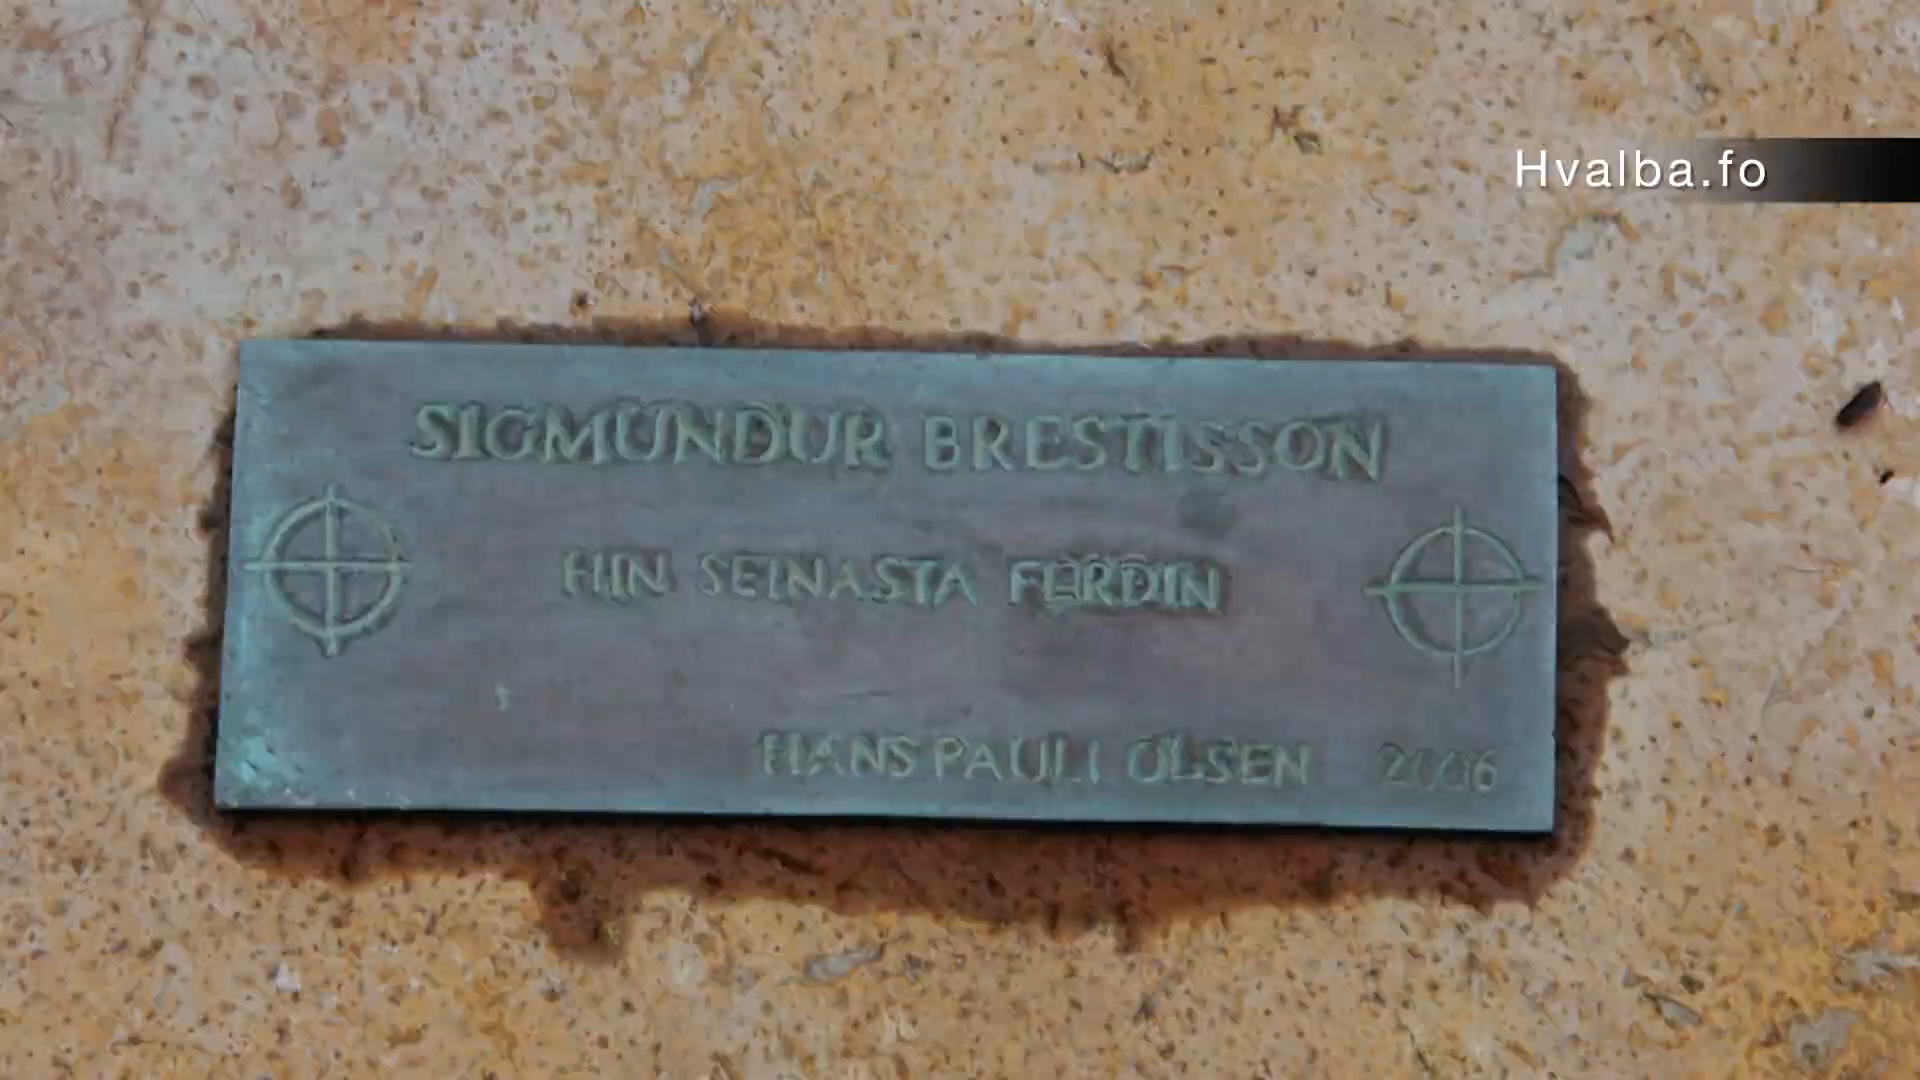 Hvalba.fo
SIGMUNDUR BRESTISSON
HIN SEINASTA FERÐIN
HANS PAULI OLSEN 2006